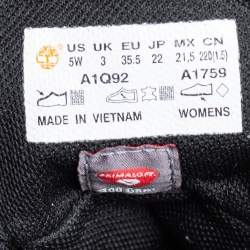 US UK EU JP MX CN
5W 3 35.5 22 21,5 220(1.5)
A1Q92 A1759
MADE IN VIETNAM WOMENS
PRIMALOFT